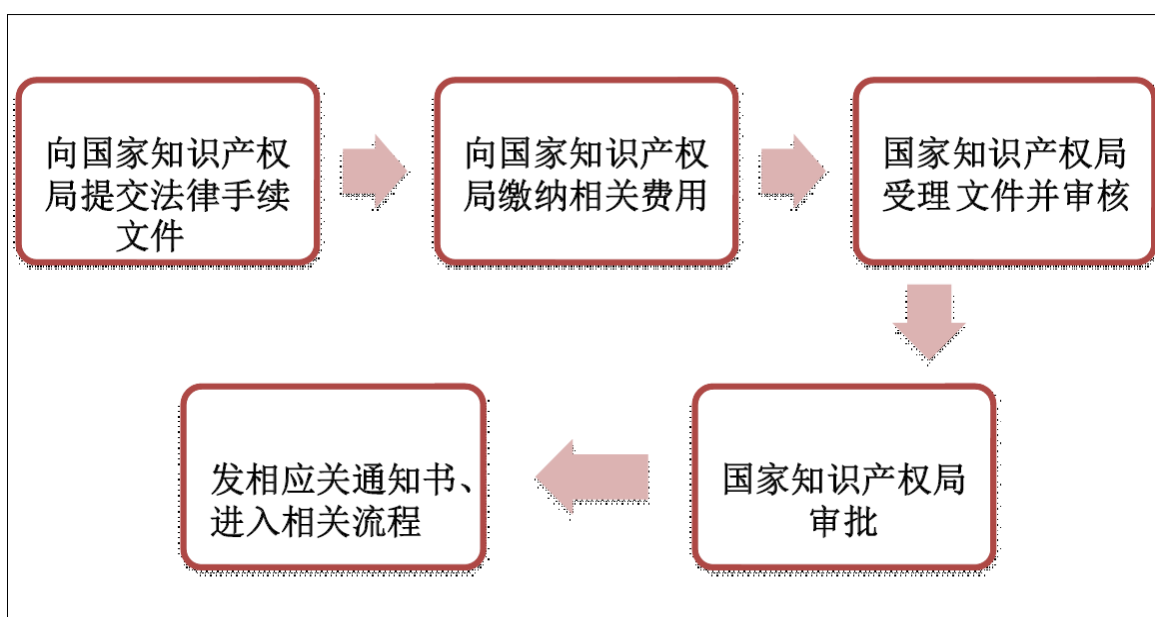 向国家知识产权
局提交法律手续
文件
向国家知识产权
局缴纳相关费用
国家知识产权局
受理 文件并审核
国家知识产权局
审批
发相应关通知书、
进入相关流程